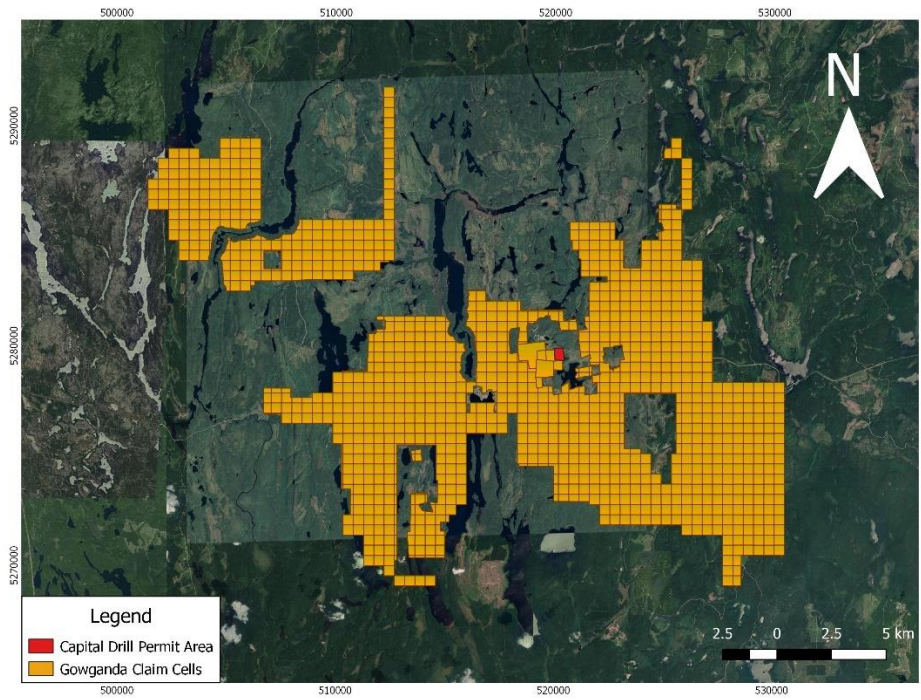 500000 510000 520000 530000
N
5290000
5280000
5270000
Legend
Capital Drill Permit Area
Gowganda Claim Cells
2.5 0 2.5 5 km
500000 510000 520000 530000